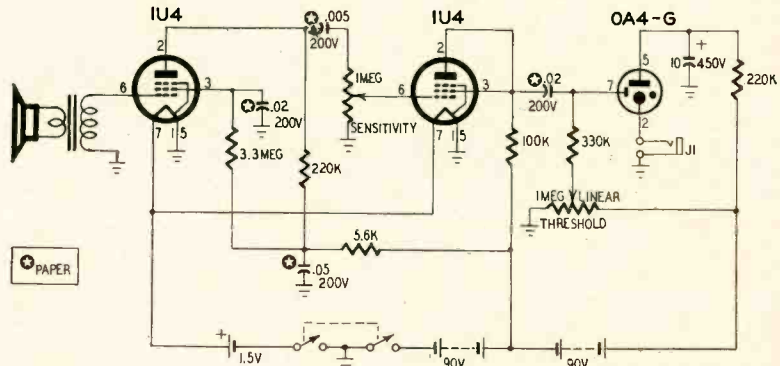 1U4
1U4
OA4-G
2
.005
200V
2
5
+
10
450V
220K
6
3
.02
200V
1MEG
SENSITIVITY
6
3
.02
200V
7
7
1
5
3.3MEG
220K
7
1
5
100K
330K
2
J1
1MEG LINEAR
THRESHOLD
5.6K
PAPER
.05
200V
+
1.5V
90V
90V